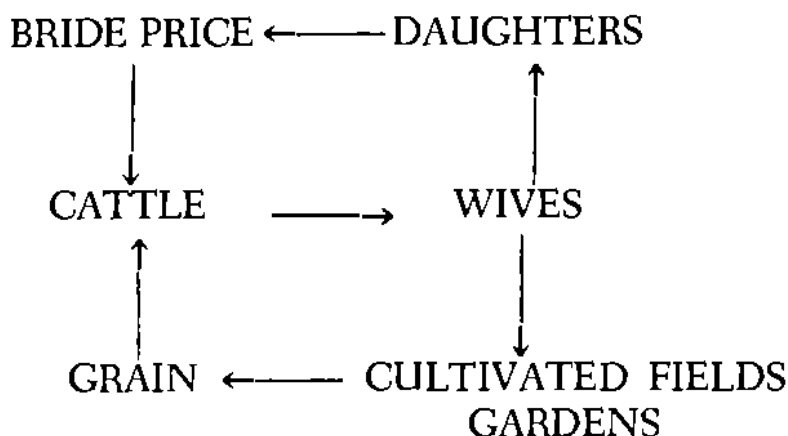 BRIDE PRICE DAUGHTERS
CATTLE WIVES
GRAIN CULTIVATED FIELDS
GARDENS